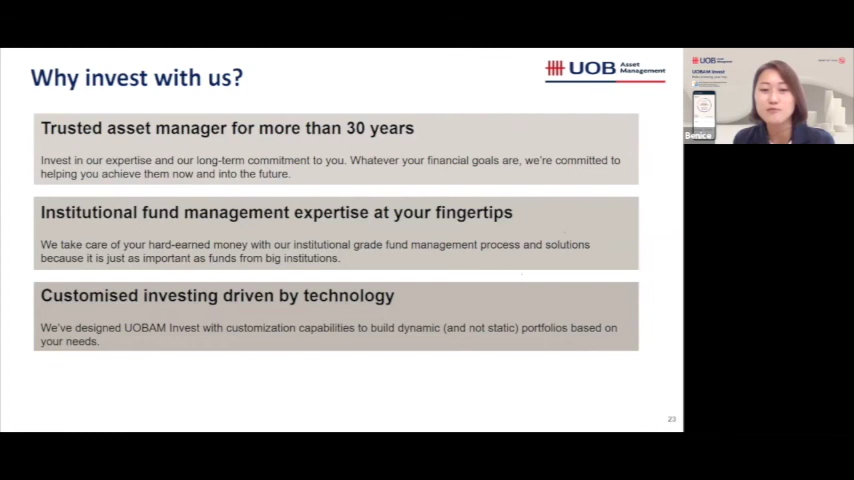 Why invest with us?
UOB Asset Management
Trusted asset manager for more than 30 years
Invest in our expertise and our long-term commitment to you. Whatever your financial goals are, we're committed to
helping you achieve them now and into the future.
Institutional fund management expertise at your fingertips
We take care of your hard-earned money with our institutional grade fund management process and solutions
because it is just as important as funds from big institutions.
Customised investing driven by technology
We've designed UOBAM Invest with customization capabilities to build dynamic (and not static) portfolios based on
your needs.
23
UOB Asset Management
UOBAM Invest
Benice